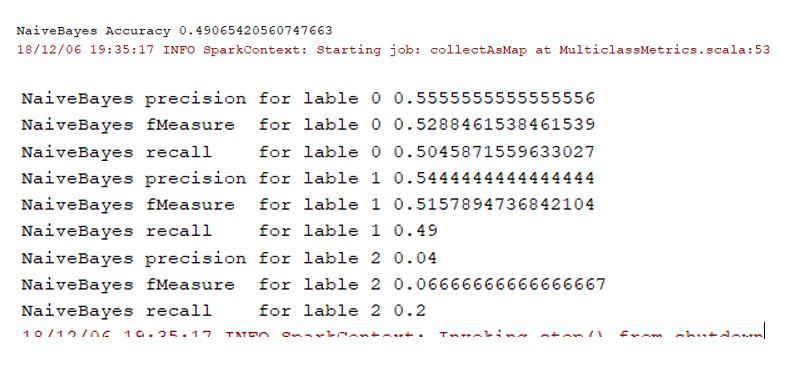 NaiveBayes Accuracy 0.49065420560747663
18/12/06 19:35:17 INFO SparkContext: Starting job: collectAsMap at MulticlassMetrics.scala:53
NaiveBayes precision for lable 0 0.5555555555555556
NaiveBayes fMeasure  for lable 0 0.5288461538461539
NaiveBayes recall    for lable 0 0.5045871559633027
NaiveBayes precision for lable 1 0.5444444444444444
NaiveBayes fMeasure  for lable 1 0.5157894736842104
NaiveBayes recall    for lable 1 0.49
NaiveBayes precision for lable 2 0.04
NaiveBayes fMeasure  for lable 2 0.06666666666666667
NaiveBayes recall    for lable 2 0.2
18/12/06 19:35:17 INFO SparkContext: Invoking stop() from shutdown